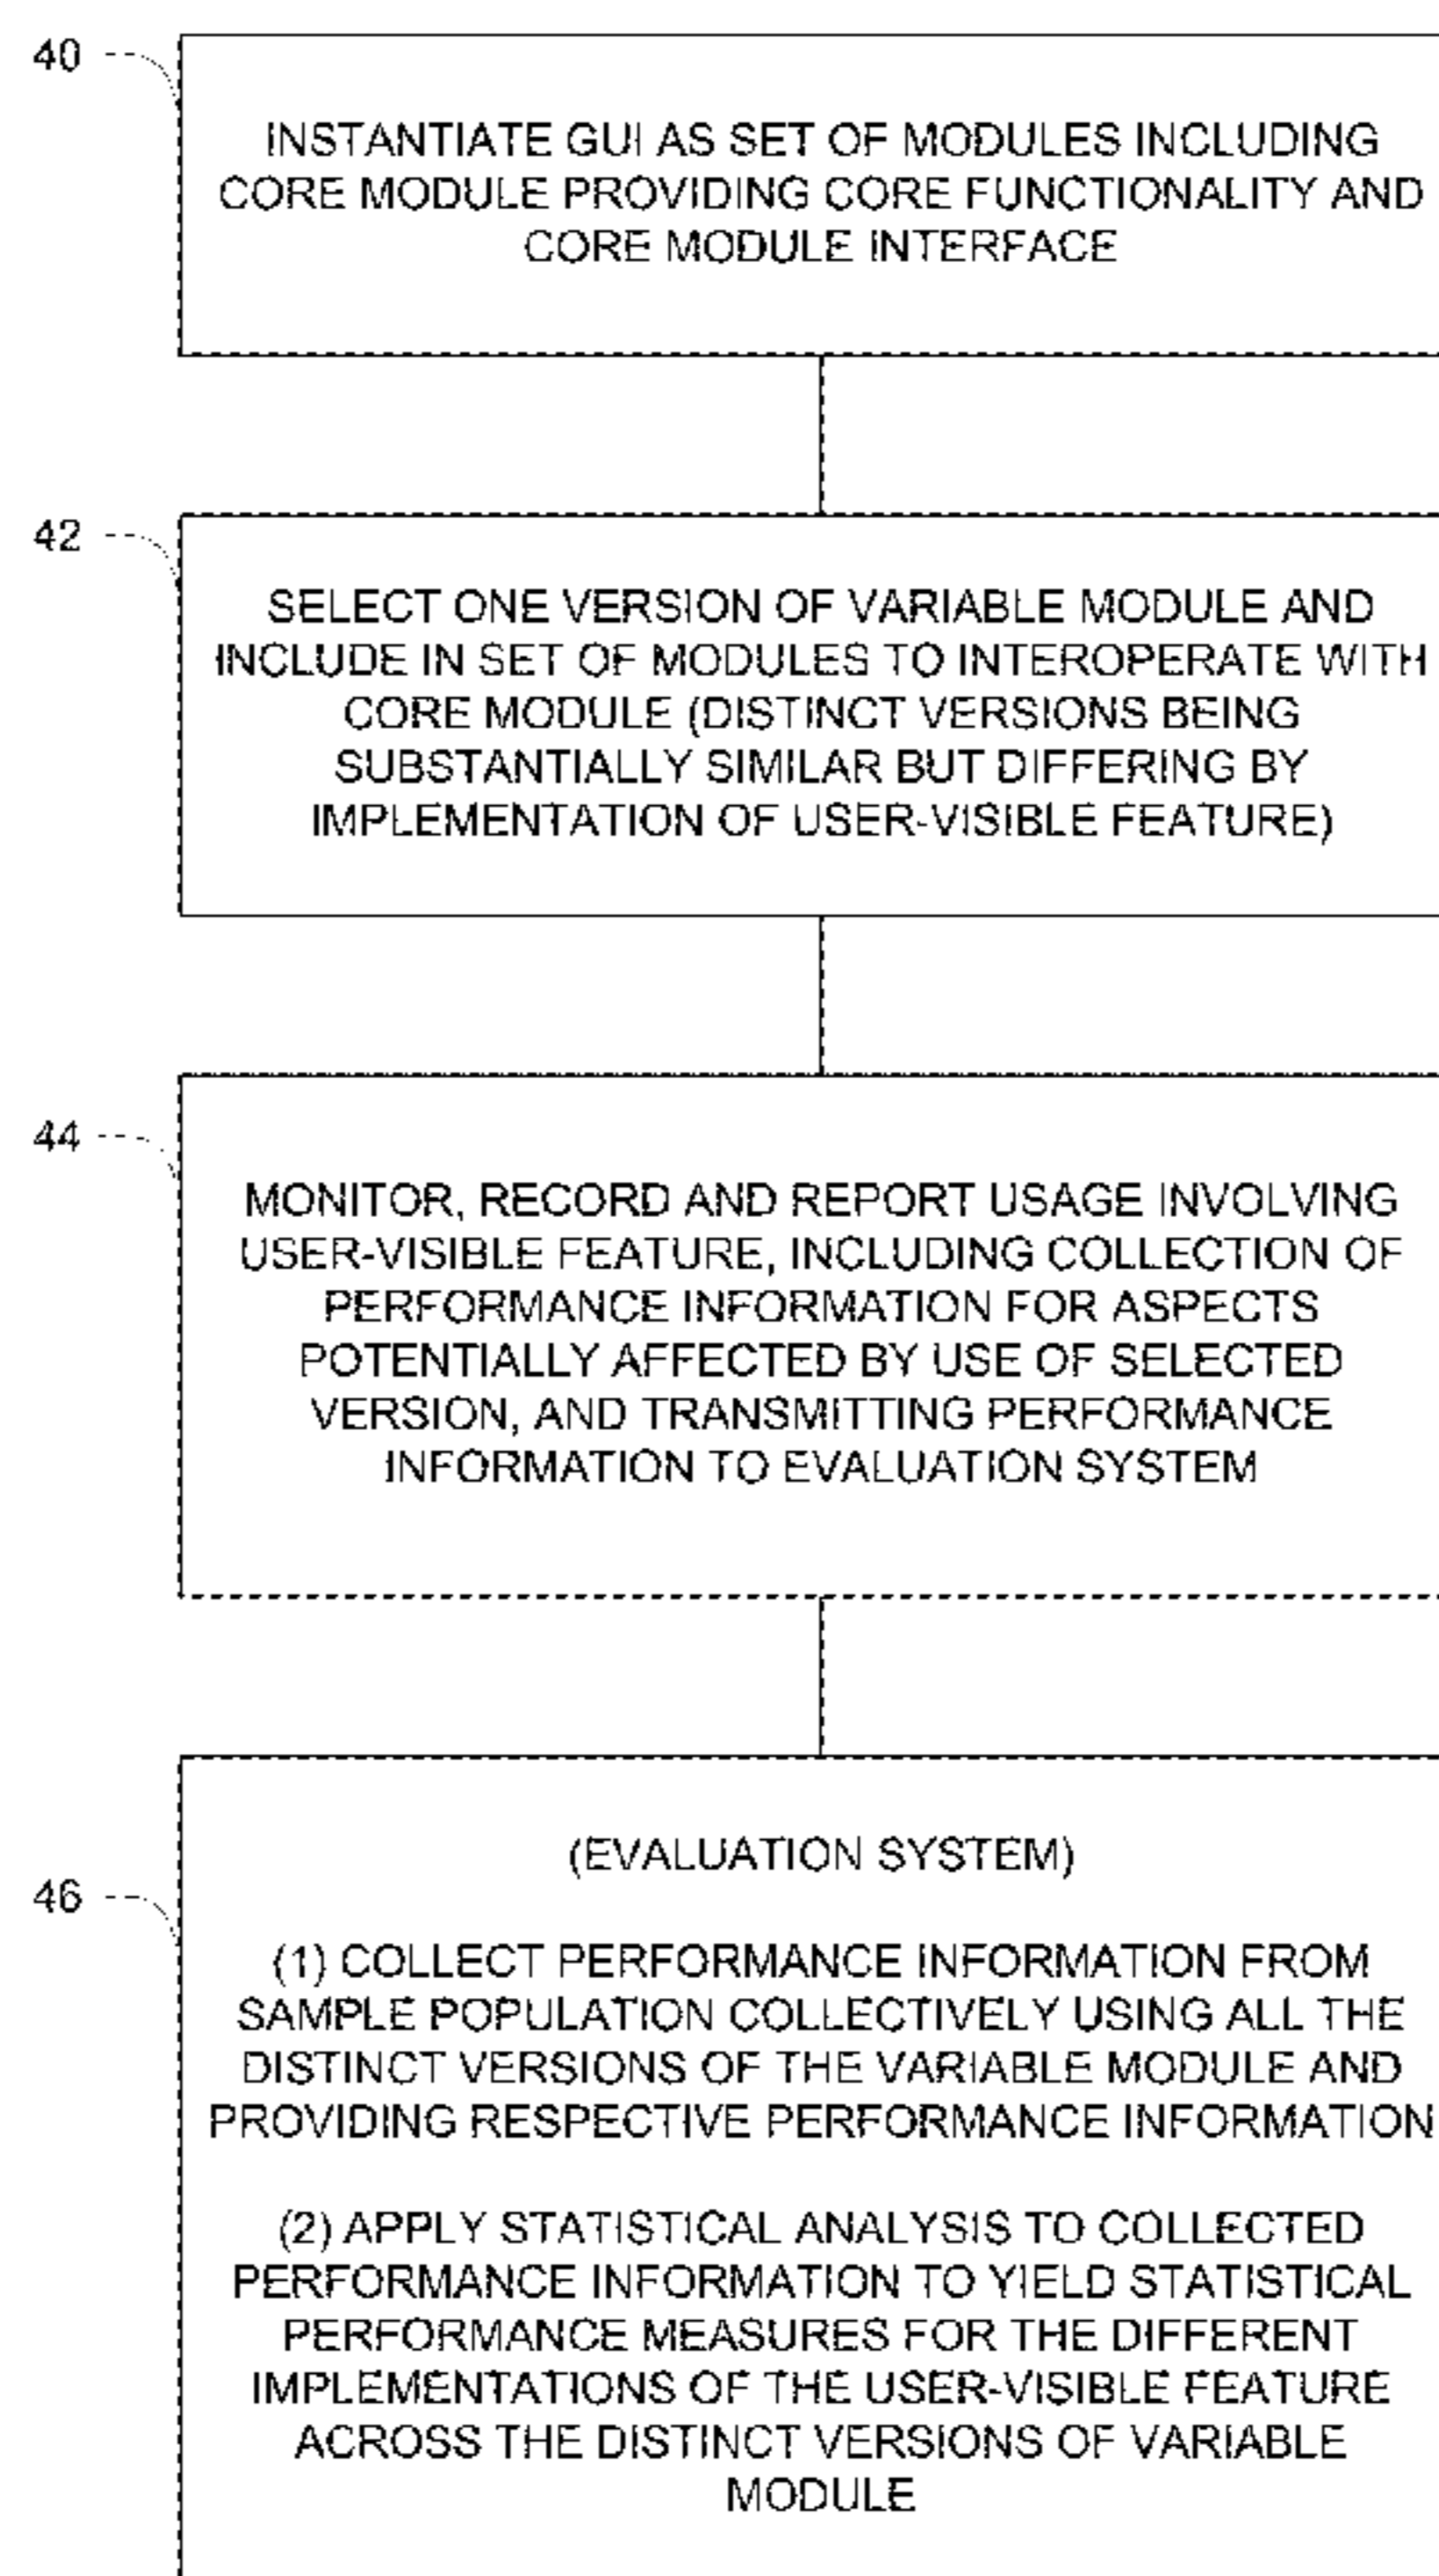 40
INSTANTIATE GUI AS SET OF MODULES INCLUDING
CORE MODULE PROVIDING CORE FUNCTIONALITY AND
CORE MODULE INTERFACE
42
SELECT ONE VERSION OF VARIABLE MODULE AND
INCLUDE IN SET OF MODULES TO INTEROPERATE WITH
CORE MODULE (DISTINCT VERSIONS BEING
SUBSTANTIALLY SIMILAR BUT DIFFERING BY
IMPLEMENTATION OF USER-VISIBLE FEATURE)
44
MONITOR, RECORD AND REPORT USAGE INVOLVING
USER-VISIBLE FEATURE, INCLUDING COLLECTION OF
PERFORMANCE INFORMATION FOR ASPECTS
POTENTIALLY AFFECTED BY USE OF SELECTED
VERSION, AND TRANSMITTING PERFORMANCE
INFORMATION TO EVALUATION SYSTEM
46
(EVALUATION SYSTEM)
(1) COLLECT PERFORMANCE INFORMATION FROM
SAMPLE POPULATION COLLECTIVELY USING ALL THE
DISTINCT VERSIONS OF THE VARIABLE MODULE AND
PROVIDING RESPECTIVE PERFORMANCE INFORMATION
(2) APPLY STATISTICAL ANALYSIS TO COLLECTED
PERFORMANCE INFORMATION TO YIELD STATISTICAL
PERFORMANCE MEASURES FOR THE DIFFERENT
IMPLEMENTATIONS OF THE USER-VISIBLE FEATURE
ACROSS THE DISTINCT VERSIONS OF VARIABLE
MODULE